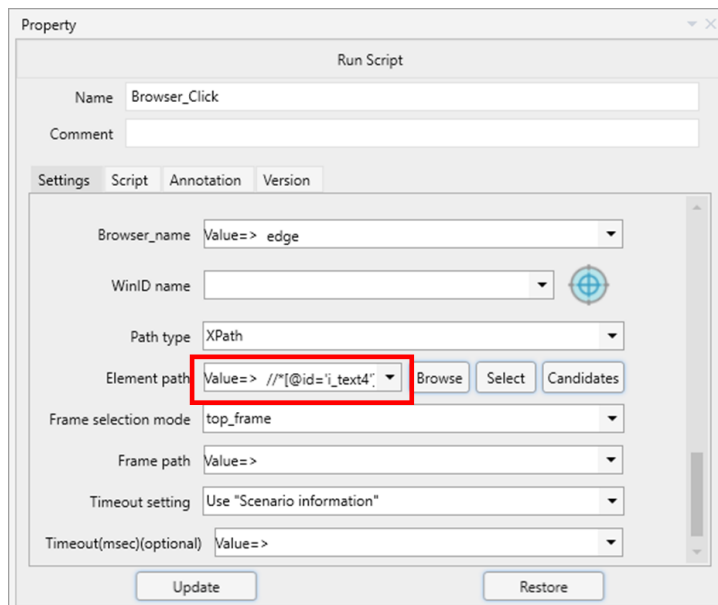 Property
Run Script
Name Browser_Click
Comment
Settings Script Annotation Version
Browser_name Value=> edge
WinID name
Path type XPath
Element path Value=> //*[@id='i_text4'] Browse Select Candidates
Frame selection mode top_frame
Frame path Value=>
Timeout setting Use "Scenario information"
Timeout(msec)(optional) Value=>
Update Restore